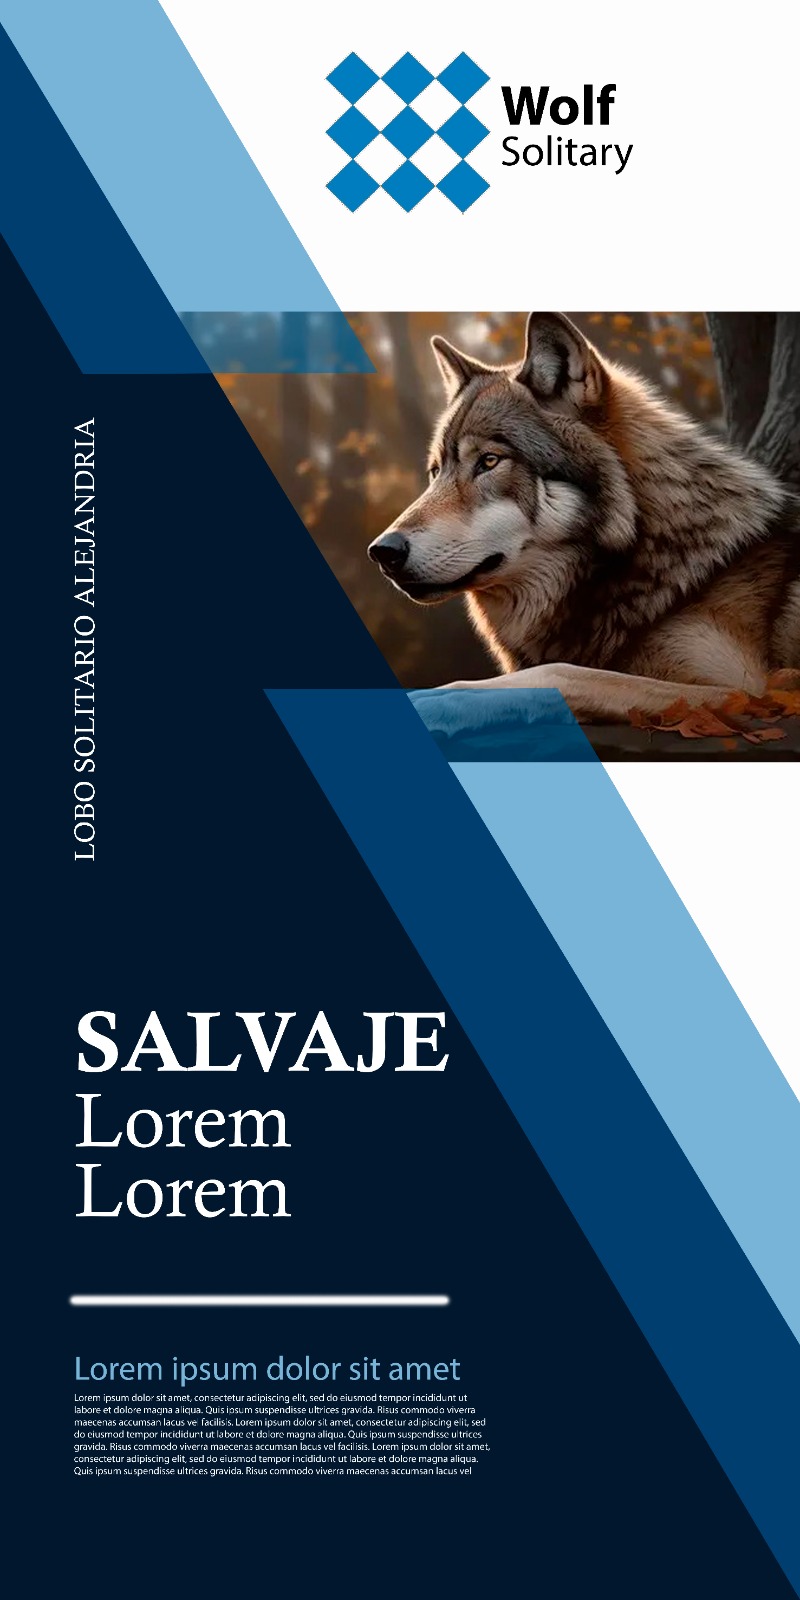 Wolf
Solitary
LOBO SOLITARIO ALEJANDRIA
SALVAJE
Lorem
Lorem
Lorem ipsum dolor sit amet
Lorem ipsum dolor sit amet, consectetur adipiscing elit, sed do eiusmod tempor incididunt ut
labore et dolore magna aliqua. Quis ipsum suspendisse ultrices gravida. Risus commodo viverra
maecenas accumsan lacus vel facilisis. Lorem ipsum dolor sit amet, consectetur adipiscing elit, sed
do eiusmod tempor incididunt ut labore et dolore magna aliqua. Quis ipsum suspendisse ultrices
gravida. Risus commodo viverra maecenas accumsan lacus vel facilisis. Lorem ipsum dolor sit amet,
consectetur adipiscing elit, sed do eiusmod tempor incididunt ut labore et dolore magna aliqua.
Quis ipsum suspendisse ultrices gravida. Risus commodo viverra maecenas accumsan lacus vel